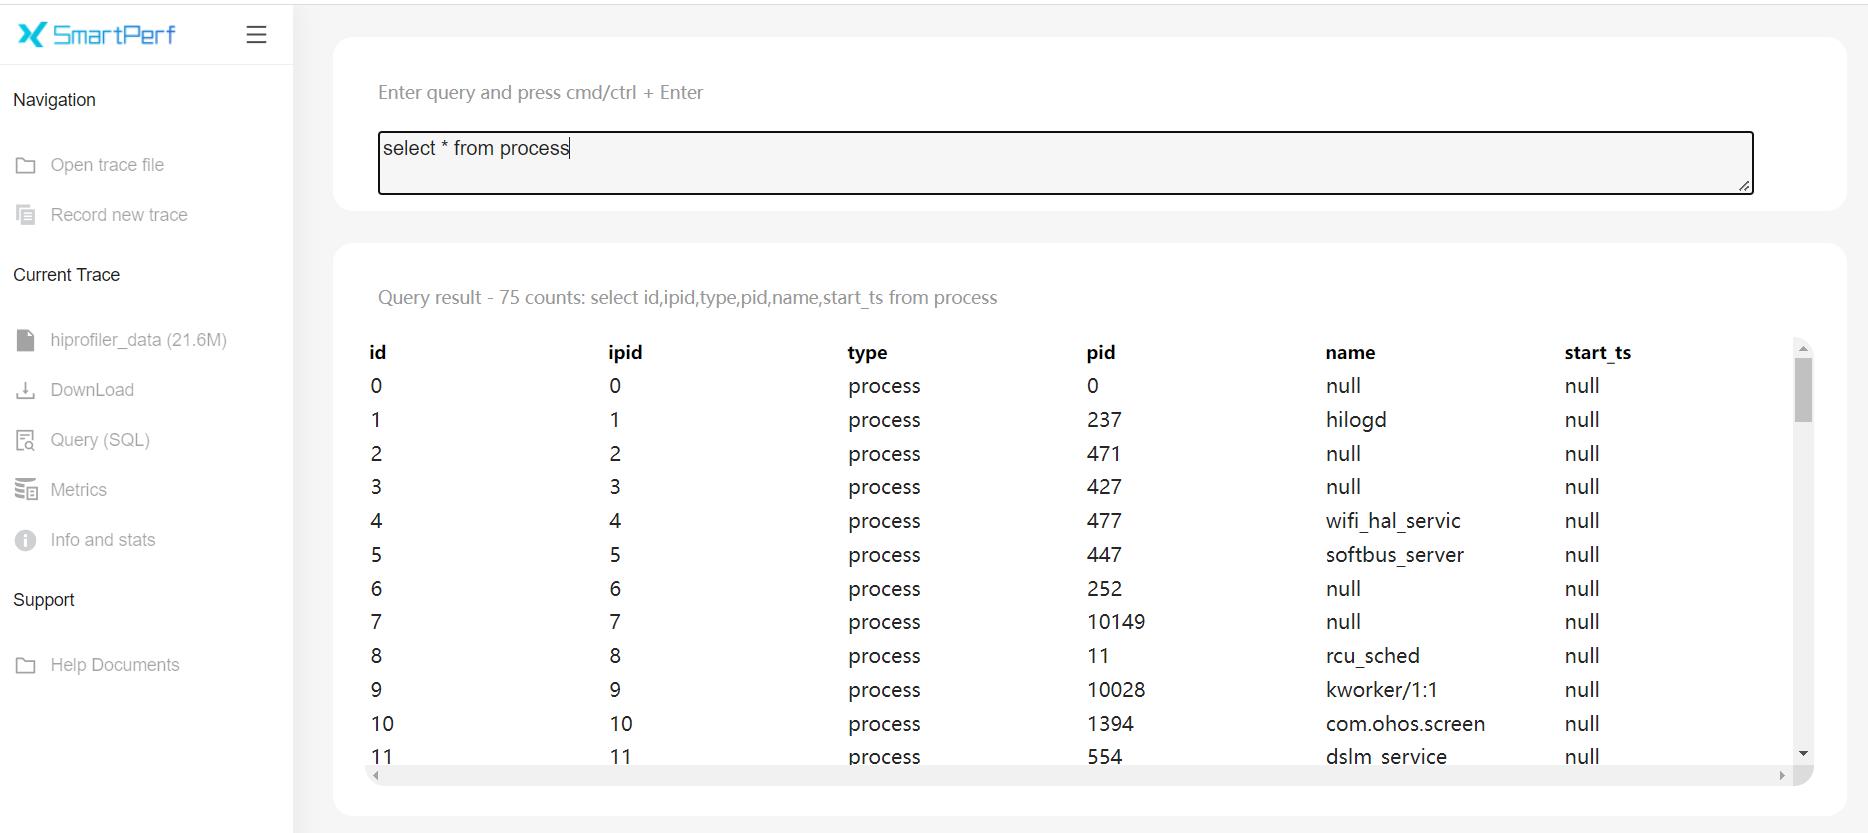 SmartPerf
Navigation
Open trace file
Record new trace
Current Trace
hiprofiler_data (21.6M)
DownLoad
Query (SQL)
Metrics
Info and stats
Support
Help Documents
Enter query and press cmd/ctrl + Enter
select * from process
Query result - 75 counts: select id,ipid,type,pid,name,start_ts from process
id ipid type pid name start_ts
0 0 process 0 null null
1 1 process 237 hilogd null
2 2 process 471 null null
3 3 process 427 null null
4 4 process 477 wifi_hal_servic null
5 5 process 447 softbus_server null
6 6 process 252 null null
7 7 process 10149 null null
8 8 process 11 rcu_sched null
9 9 process 10028 kworker/1:1 null
10 10 process 1394 com.ohos.screen null
11 11 process 554 dslm_service null